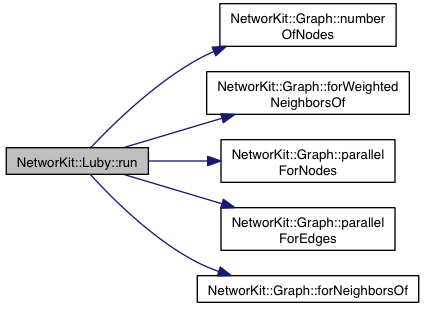 NetworKit::Graph::number
OfNodes
NetworKit::Graph::forWeighted
NeighborsOf
NetworKit::Luby::run
NetworKit::Graph::parallel
ForNodes
NetworKit::Graph::parallel
ForEdges
NetworKit::Graph::forNeighborsOf